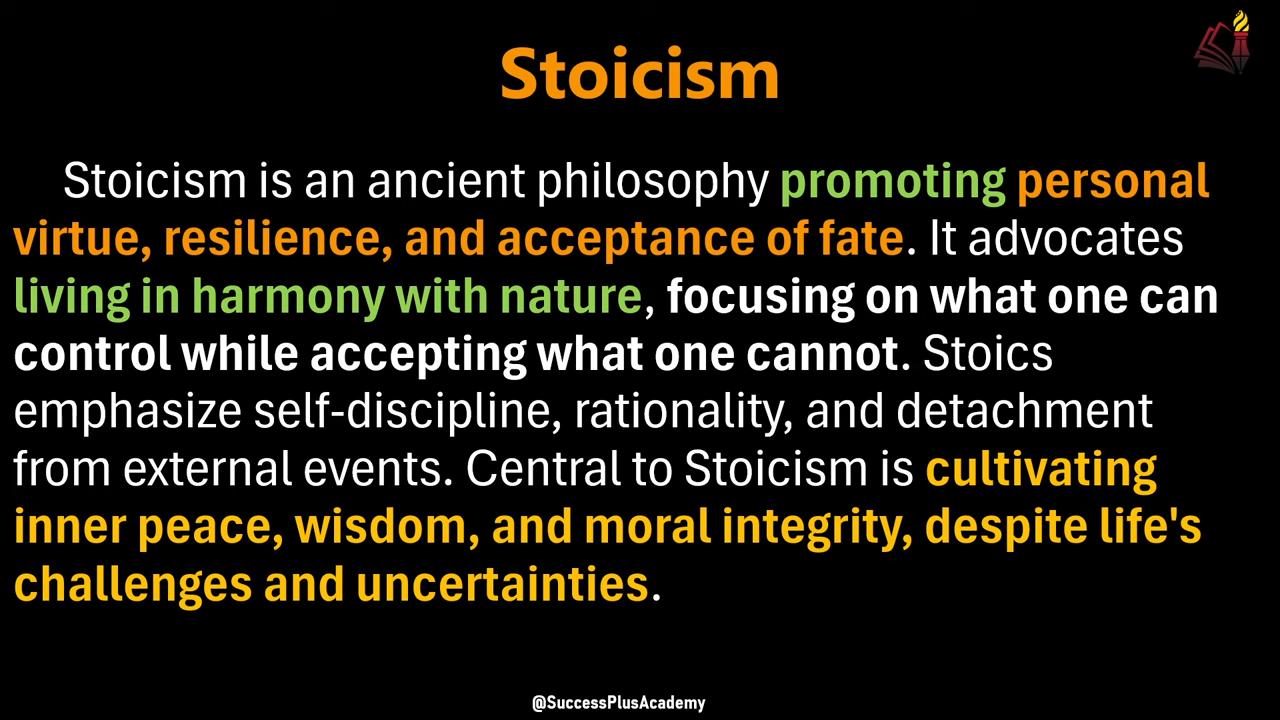 Stoicism
Stoicism is an ancient philosophy promoting personal
virtue, resilience, and acceptance of fate. It advocates
living in harmony with nature, focusing on what one can
control while accepting what one cannot. Stoics
emphasize self-discipline, rationality, and detachment
from external events. Central to Stoicism is cultivating
inner peace, wisdom, and moral integrity, despite life's
challenges and uncertainties.
@SuccessPlusAcademy